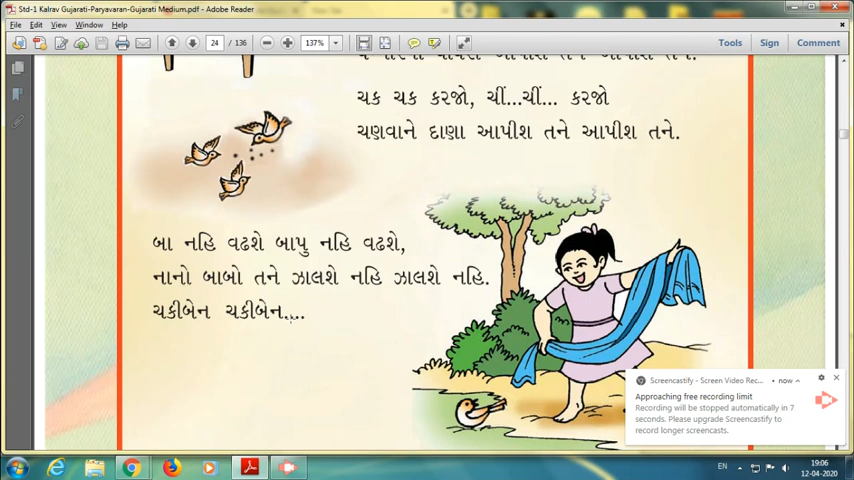 Std-1 Kalrav Gujarati-Paryavaran-Gujarati Medium.pdf - Adobe Reader
File Edit View Window Help
24 / 136
137%
Tools Sign Comment
ચક ચક કરજો, ચીં...ચીં... કરજો
ચણવાને દાણા આપીશ તને આપીશ તને.
બા નહિ વઢશે બાપુ નહિ વઢશે,
નાનો બાબો તને ઝાલશે નહિ ઝાલશે નહિ.
ચકીબેન ચકીબેન....
Screencastify - Screen Video Rec... • now
Approaching free recording limit
Recording will be stopped automatically in 7
seconds. Please upgrade Screencastify to
record longer screencasts.
EN
19:06
12-04-2020